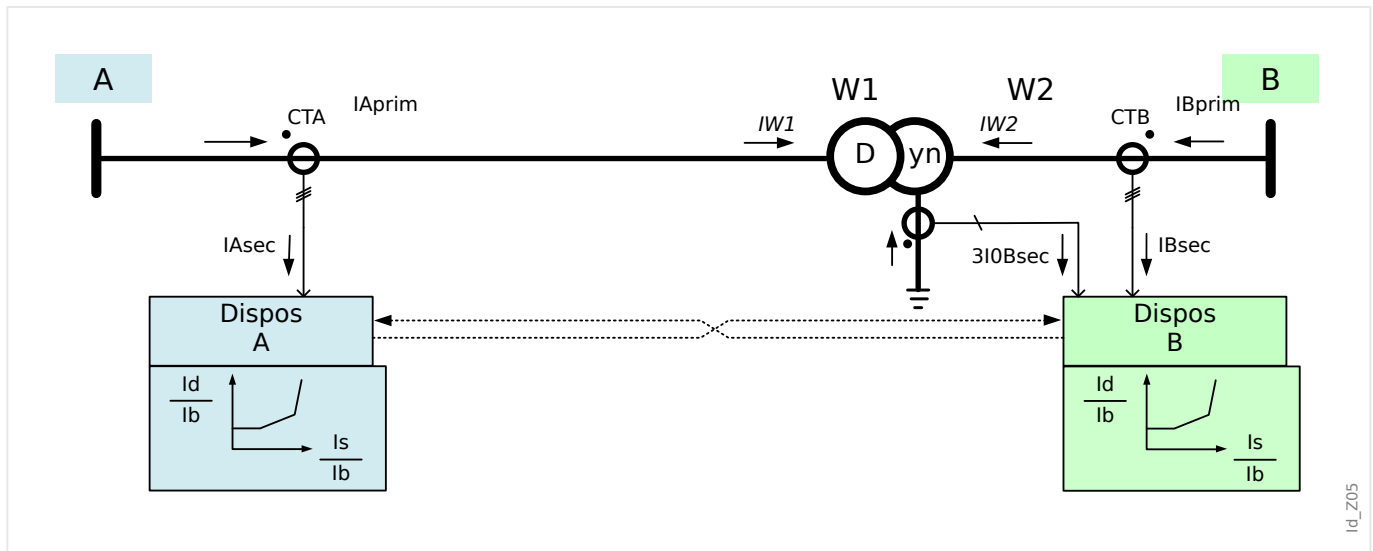 A
B
W1
W2
IAprim
IBprim
CTA
CTB
IW1
IW2
D
yn
IAsec
3I0Bsec
IBsec
Dispos
A
Dispos
B
Id
Ib
Is
Ib
Id
Ib
Is
Ib
Id_Z05